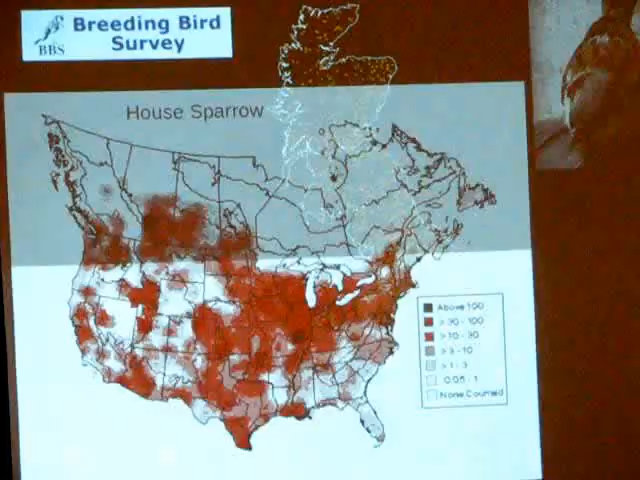 Breeding Bird
Survey
BBS
House Sparrow
Above 100
> 30 - 100
> 10 - 30
> 3 - 10
> 1 - 3
0.05 - 1
None Counted